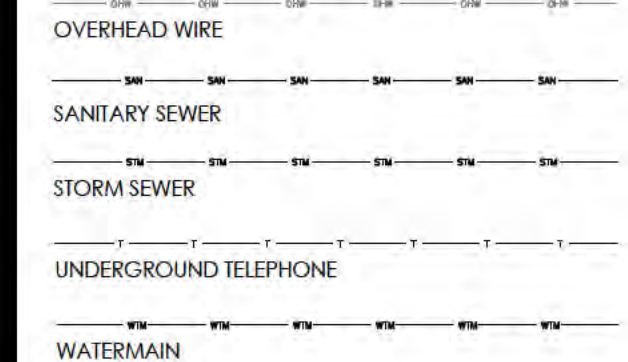 OHW OHW OHW OHW OHW OHW
OVERHEAD WIRE
SAN SAN SAN SAN SAN SAN
SANITARY SEWER
STM STM STM STM STM STM
STORM SEWER
T T T T T T T
UNDERGROUND TELEPHONE
WTM WTM WTM WTM WTM WTM
WATERMAIN